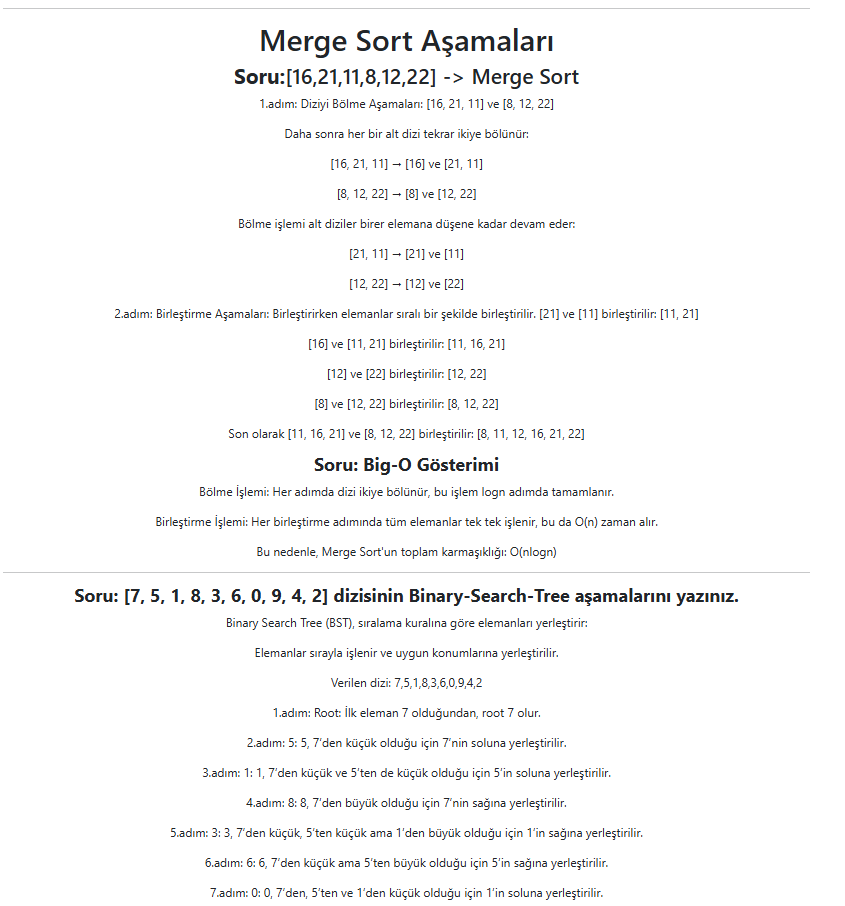 Merge Sort Aşamaları
Soru:[16,21,11,8,12,22] -> Merge Sort
1.adım: Diziyi Bölme Aşamaları: [16, 21, 11] ve [8, 12, 22]
Daha sonra her bir alt dizi tekrar ikiye bölünür:
[16, 21, 11] → [16] ve [21, 11]
[8, 12, 22] → [8] ve [12, 22]
Bölme işlemi alt diziler birer elemana düşene kadar devam eder:
[21, 11] → [21] ve [11]
[12, 22] → [12] ve [22]
2.adım: Birleştirme Aşamaları: Birleştirirken elemanlar sıralı bir şekilde birleştirilir. [21] ve [11] birleştirilir: [11, 21]
[16] ve [11, 21] birleştirilir: [11, 16, 21]
[12] ve [22] birleştirilir: [12, 22]
[8] ve [12, 22] birleştirilir: [8, 12, 22]
Son olarak [11, 16, 21] ve [8, 12, 22] birleştirilir: [8, 11, 12, 16, 21, 22]
Soru: Big-O Gösterimi
Bölme İşlemi: Her adımda dizi ikiye bölünür, bu işlem logn adımda tamamlanır.
Birleştirme İşlemi: Her birleştirme adımında tüm elemanlar tek tek işlenir, bu da O(n) zaman alır.
Bu nedenle, Merge Sort'un toplam karmaşıklığı: O(nlogn)
Soru: [7, 5, 1, 8, 3, 6, 0, 9, 4, 2] dizisinin Binary-Search-Tree aşamalarını yazınız.
Binary Search Tree (BST), sıralama kuralına göre elemanları yerleştirir:
Elemanlar sırayla işlenir ve uygun konumlarına yerleştirilir.
Verilen dizi: 7,5,1,8,3,6,0,9,4,2
1.adım: Root: İlk eleman 7 olduğundan, root 7 olur.
2.adım: 5: 5, 7'den küçük olduğu için 7'nin soluna yerleştirilir.
3.adım: 1: 1, 7'den küçük ve 5'ten de küçük olduğu için 5'in soluna yerleştirilir.
4.adım: 8: 8, 7'den büyük olduğu için 7'nin sağına yerleştirilir.
5.adım: 3: 3, 7'den küçük, 5'ten küçük ama 1'den büyük olduğu için 1'in sağına yerleştirilir.
6.adım: 6: 6, 7'den küçük ama 5'ten büyük olduğu için 5'in sağına yerleştirilir.
7.adım: 0: 0, 7'den, 5'ten ve 1'den küçük olduğu için 1'in soluna yerleştirilir.